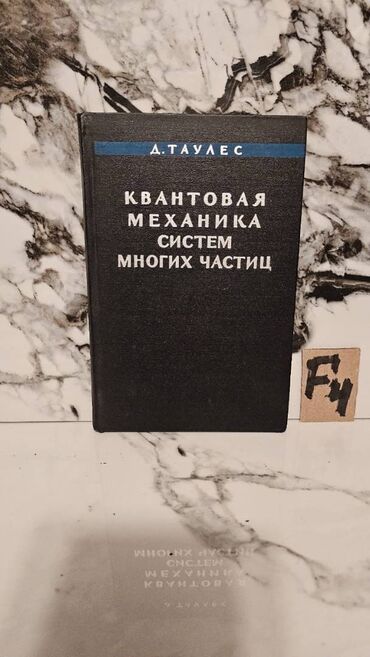 Д. ТАУЛЕС
КВАНТОВАЯ
МЕХАНИКА
СИСТЕМ
МНОГИХ ЧАСТИЦ
F4